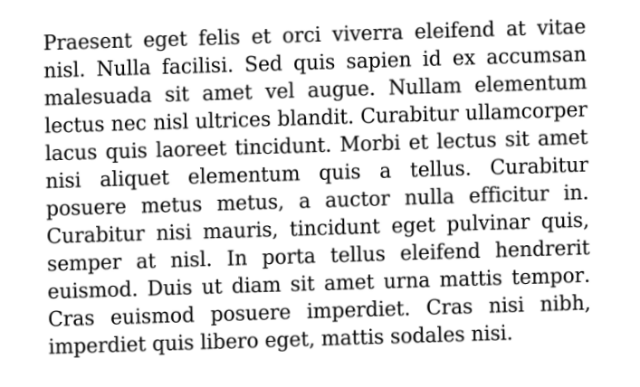 Praesent eget felis et orci viverra eleifend at vitae
nisl. Nulla facilisi. Sed quis sapien id ex accumsan
malesuada sit amet vel augue. Nullam elementum
lectus nec nisl ultrices blandit. Curabitur ullamcorper
lacus quis laoreet tincidunt. Morbi et lectus sit amet
nisi aliquet elementum quis a tellus. Curabitur
posuere metus metus, a auctor nulla efficitur in.
Curabitur nisi mauris, tincidunt eget pulvinar quis,
semper at nisl. In porta tellus eleifend hendrerit
euismod. Duis ut diam sit amet urna mattis tempor.
Cras euismod posuere imperdiet. Cras nisi nibh,
imperdiet quis libero eget, mattis sodales nisi.